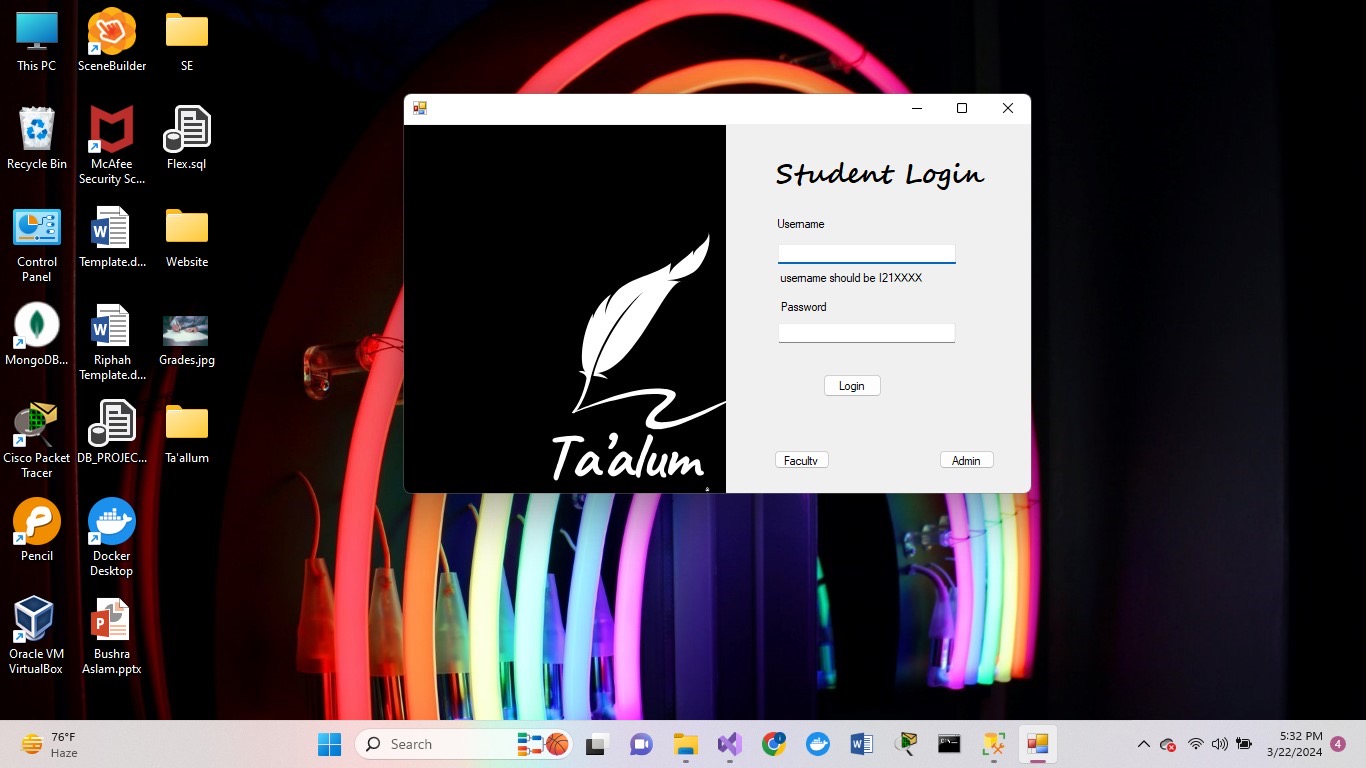 This PC
SceneBuilder
SE
Recycle Bin
McAfee
Security Sc...
Flex.sql
Control
Panel
Template.d...
Website
MongoDB...
Riphah
Template.d...
Grades.jpg
Cisco Packet
Tracer
DB_PROJEC...
Ta'allum
Pencil
Docker
Desktop
Oracle VM
VirtualBox
Bushra
Aslam.pptx
Ta'alum
Student Login
Username
username should be I21XXXX
Password
Login
Faculty
Admin
76°F
Haze
Search
5:32 PM
3/22/2024
4